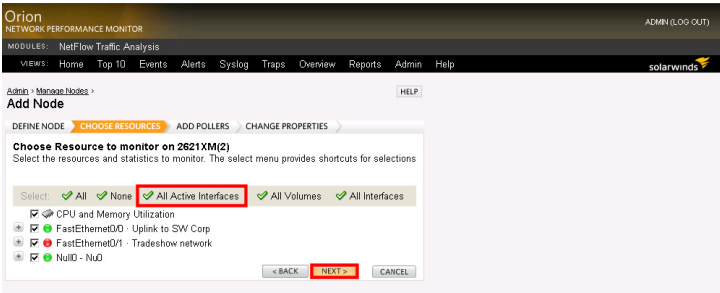 Orion
NETWORK PERFORMANCE MONITOR
ADMIN (LOG OUT)
MODULES: NetFlow Traffic Analysis
VIEWS: Home Top 10 Events Alerts Syslog Traps Overview Reports Admin Help
solarwinds
Admin > Manage Nodes >
HELP
Add Node
DEFINE NODE CHOOSE RESOURCES ADD POLLERS CHANGE PROPERTIES
Choose Resource to monitor on 2621XM(2)
Select the resources and statistics to monitor. The select menu provides shortcuts for selections
Select: All None All Active Interfaces All Volumes All Interfaces
CPU and Memory Utilization
FastEthernet0/0 · Uplink to SW Corp
FastEthernet0/1 · Tradeshow network
Null0 - Nu0
< BACK NEXT > CANCEL